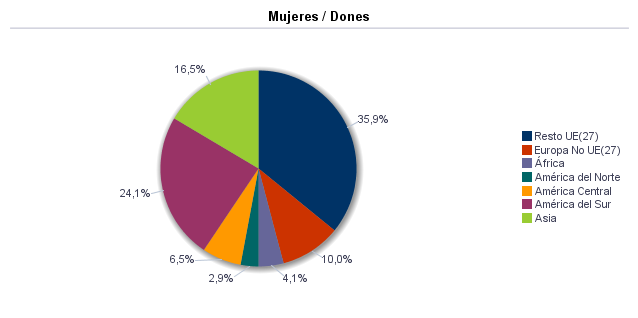 Mujeres / Dones
16,5%
35,9%
24,1%
6,5%
2,9%
4,1%
10,0%
Resto UE(27)
Europa No UE(27)
África
América del Norte
América Central
América del Sur
Asia